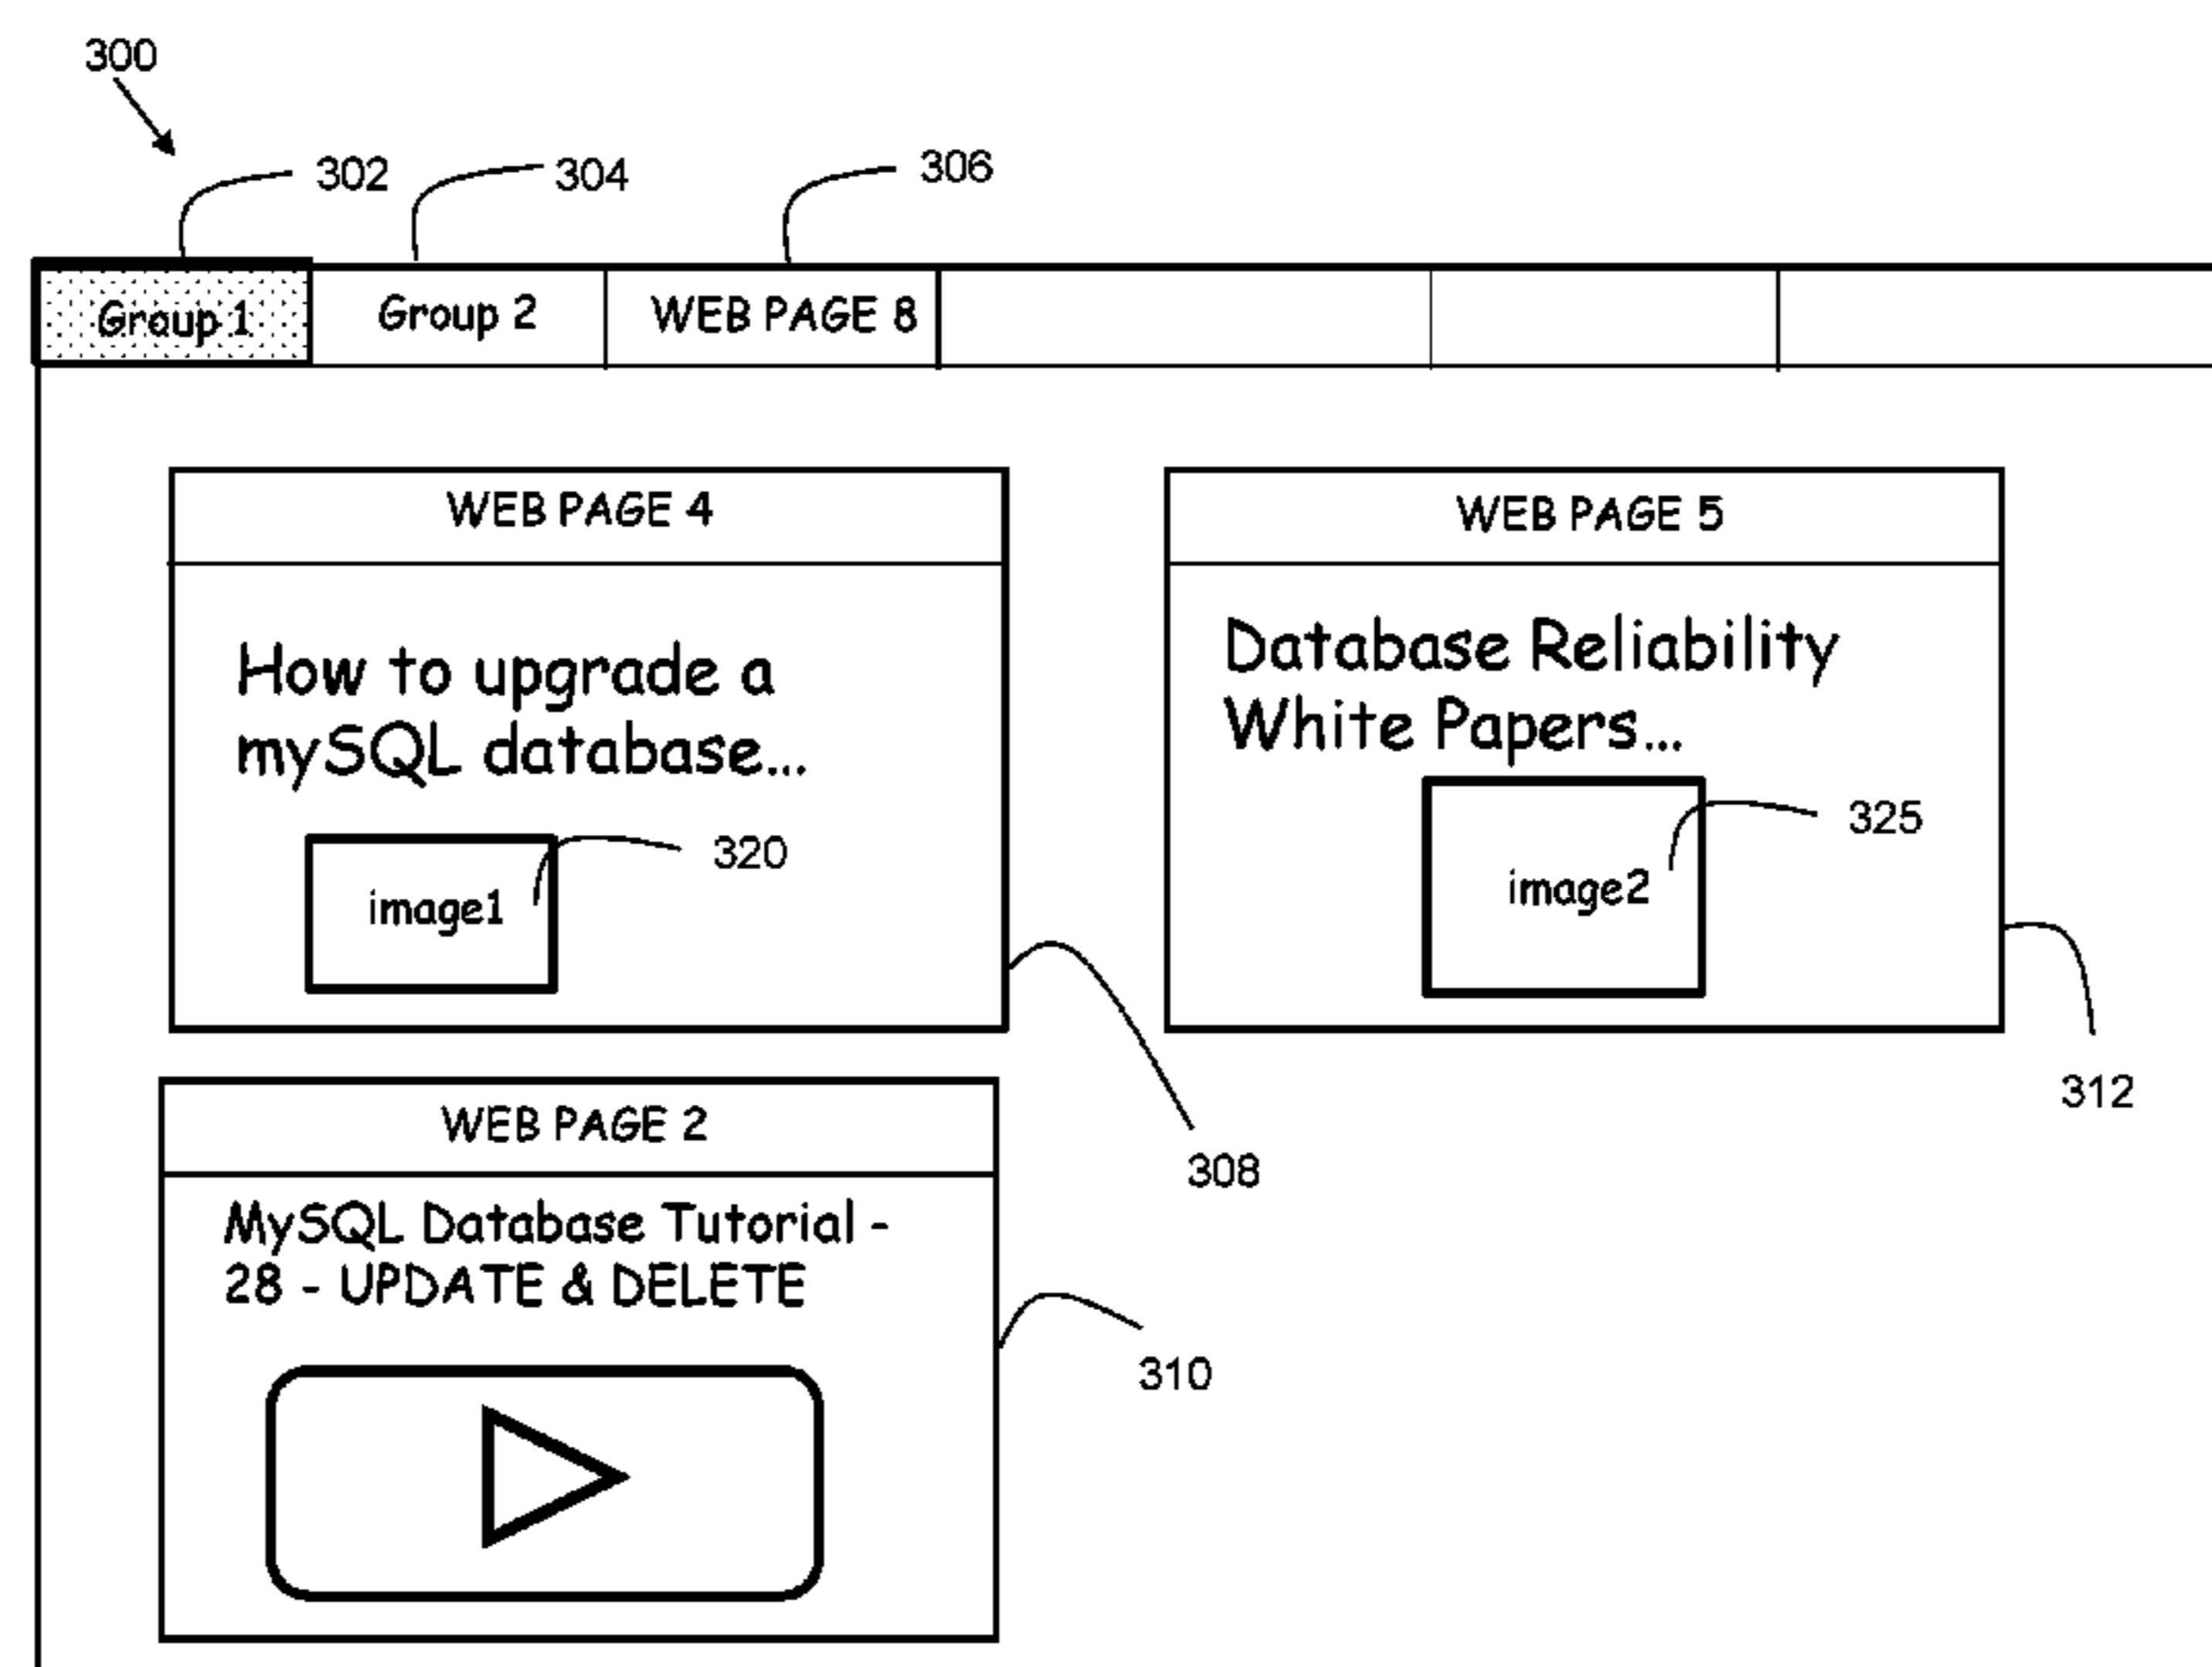 300
302
304
306
Group 1
Group 2
WEB PAGE 8
WEB PAGE 4
How to upgrade a
mySQL database...
image1
320
308
WEB PAGE 5
Database Reliability
White Papers...
image2
325
312
WEB PAGE 2
MySQL Database Tutorial -
28 - UPDATE & DELETE
310